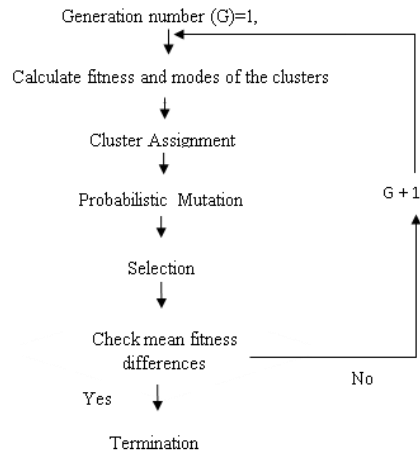 Generation number (G)=1,
Calculate fitness and modes of the clusters
Cluster Assignment
Probabilistic Mutation
G + 1
Selection
Check mean fitness
differences
No
Yes
Termination